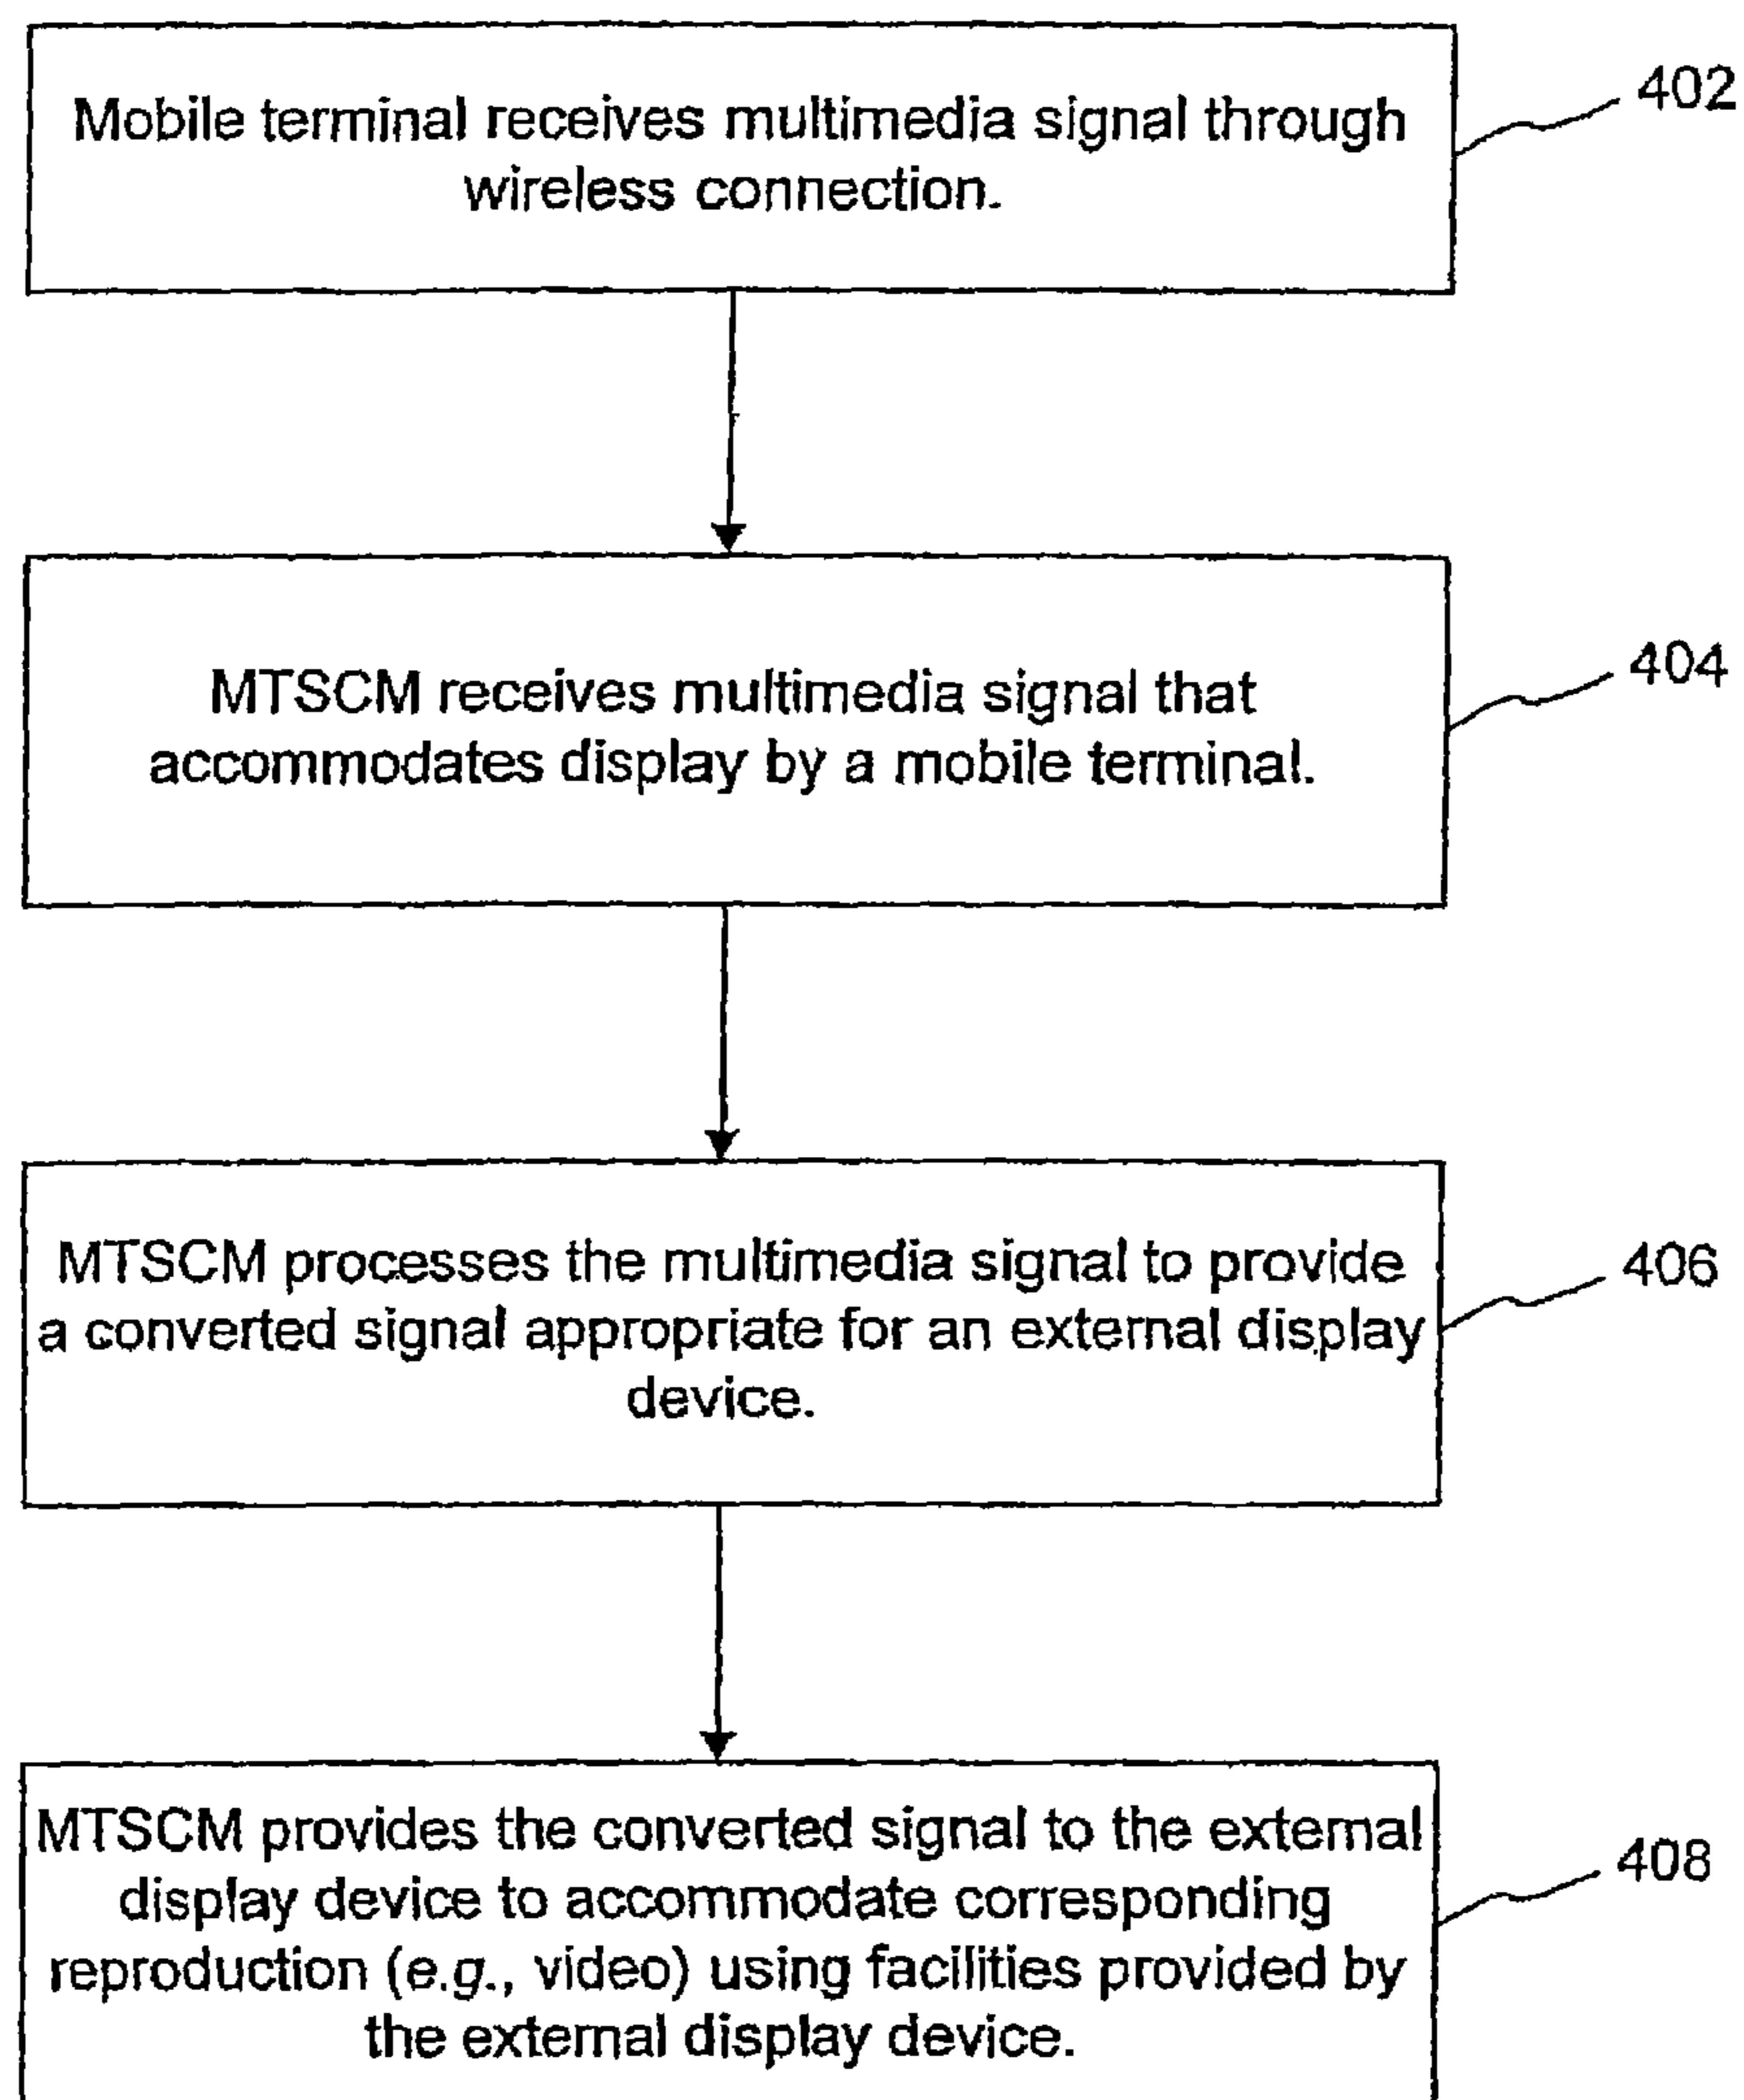 Mobile terminal receives multimedia signal through
wireless connection.
402
MTSCM receives multimedia signal that
accommodates display by a mobile terminal.
404
MTSCM processes the multimedia signal to provide
a converted signal appropriate for an external display
device.
406
MTSCM provides the converted signal to the external
display device to accommodate corresponding
reproduction (e.g., video) using facilities provided by
the external display device.
408